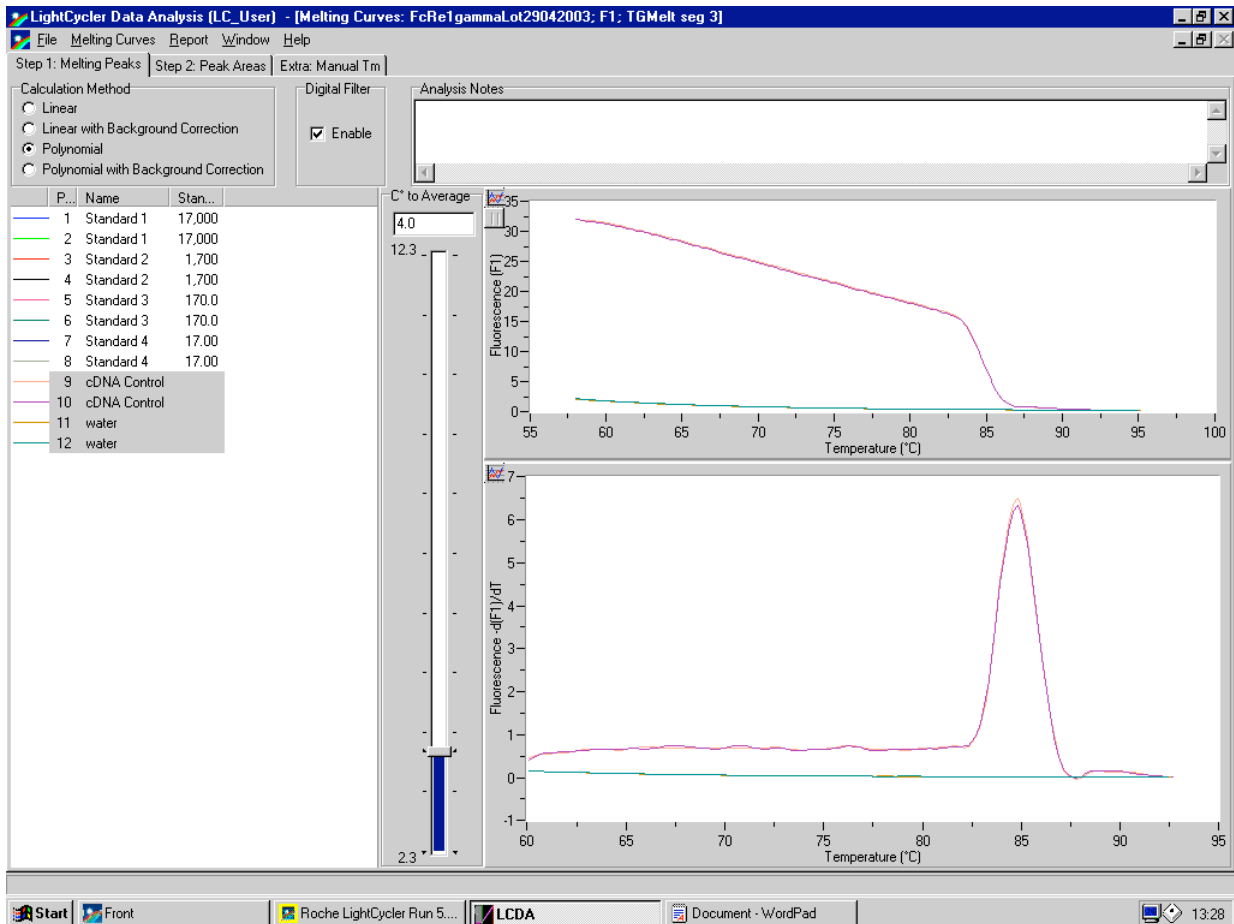 LightCycler Data Analysis (LC_User) - [Melting Curves: FcRe1gammaLot29042003; F1; TGMelt seg 3]
File Melting Curves Report Window Help
Step 1: Melting Peaks Step 2: Peak Areas Extra: Manual Tm
Calculation Method
Linear
Linear with Background Correction
Polynomial
Polynomial with Background Correction
Digital Filter
Enable
Analysis Notes
P... Name Stan...
1 Standard 1 17,000
2 Standard 1 17,000
3 Standard 2 1,700
4 Standard 2 1,700
5 Standard 3 170.0
6 Standard 3 170.0
7 Standard 4 17.00
8 Standard 4 17.00
9 cDNA Control
10 cDNA Control
11 water
12 water
C° to Average
4.0
12.3
2.3
35
30
25
20
15
10
5
0
Fluorescence (F1)
55 60 65 70 75 80 85 90 95 100
Temperature (°C)
7
6
5
4
3
2
1
0
-1
Fluorescence -d(F1)/dT
60 65 70 75 80 85 90 95
Temperature (°C)
Start Front Roche LightCycler Run 5.... LCDA Document - WordPad 13:28